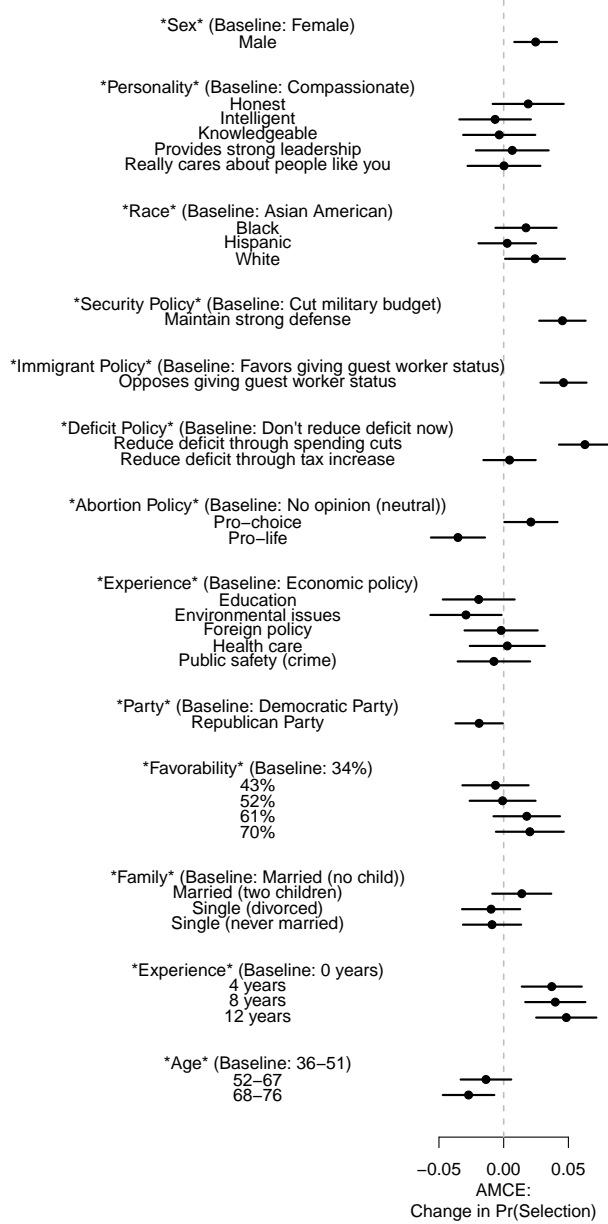 *Sex* (Baseline: Female)
Male
*Personality* (Baseline: Compassionate)
Honest
Intelligent
Knowledgeable
Provides strong leadership
Really cares about people like you
*Race* (Baseline: Asian American)
Black
Hispanic
White
*Security Policy* (Baseline: Cut military budget)
Maintain strong defense
*Immigrant Policy* (Baseline: Favors giving guest worker status)
Opposes giving guest worker status
*Deficit Policy* (Baseline: Don't reduce deficit now)
Reduce deficit through spending cuts
Reduce deficit through tax increase
*Abortion Policy* (Baseline: No opinion (neutral))
Pro−choice
Pro−life
*Experience* (Baseline: Economic policy)
Education
Environmental issues
Foreign policy
Health care
Public safety (crime)
*Party* (Baseline: Democratic Party)
Republican Party
*Favorability* (Baseline: 34%)
43%
52%
61%
70%
*Family* (Baseline: Married (no child))
Married (two children)
Single (divorced)
Single (never married)
*Experience* (Baseline: 0 years)
4 years
8 years
12 years
*Age* (Baseline: 36−51)
52−67
68−76
−0.05 0.00 0.05
AMCE:
Change in Pr(Selection)